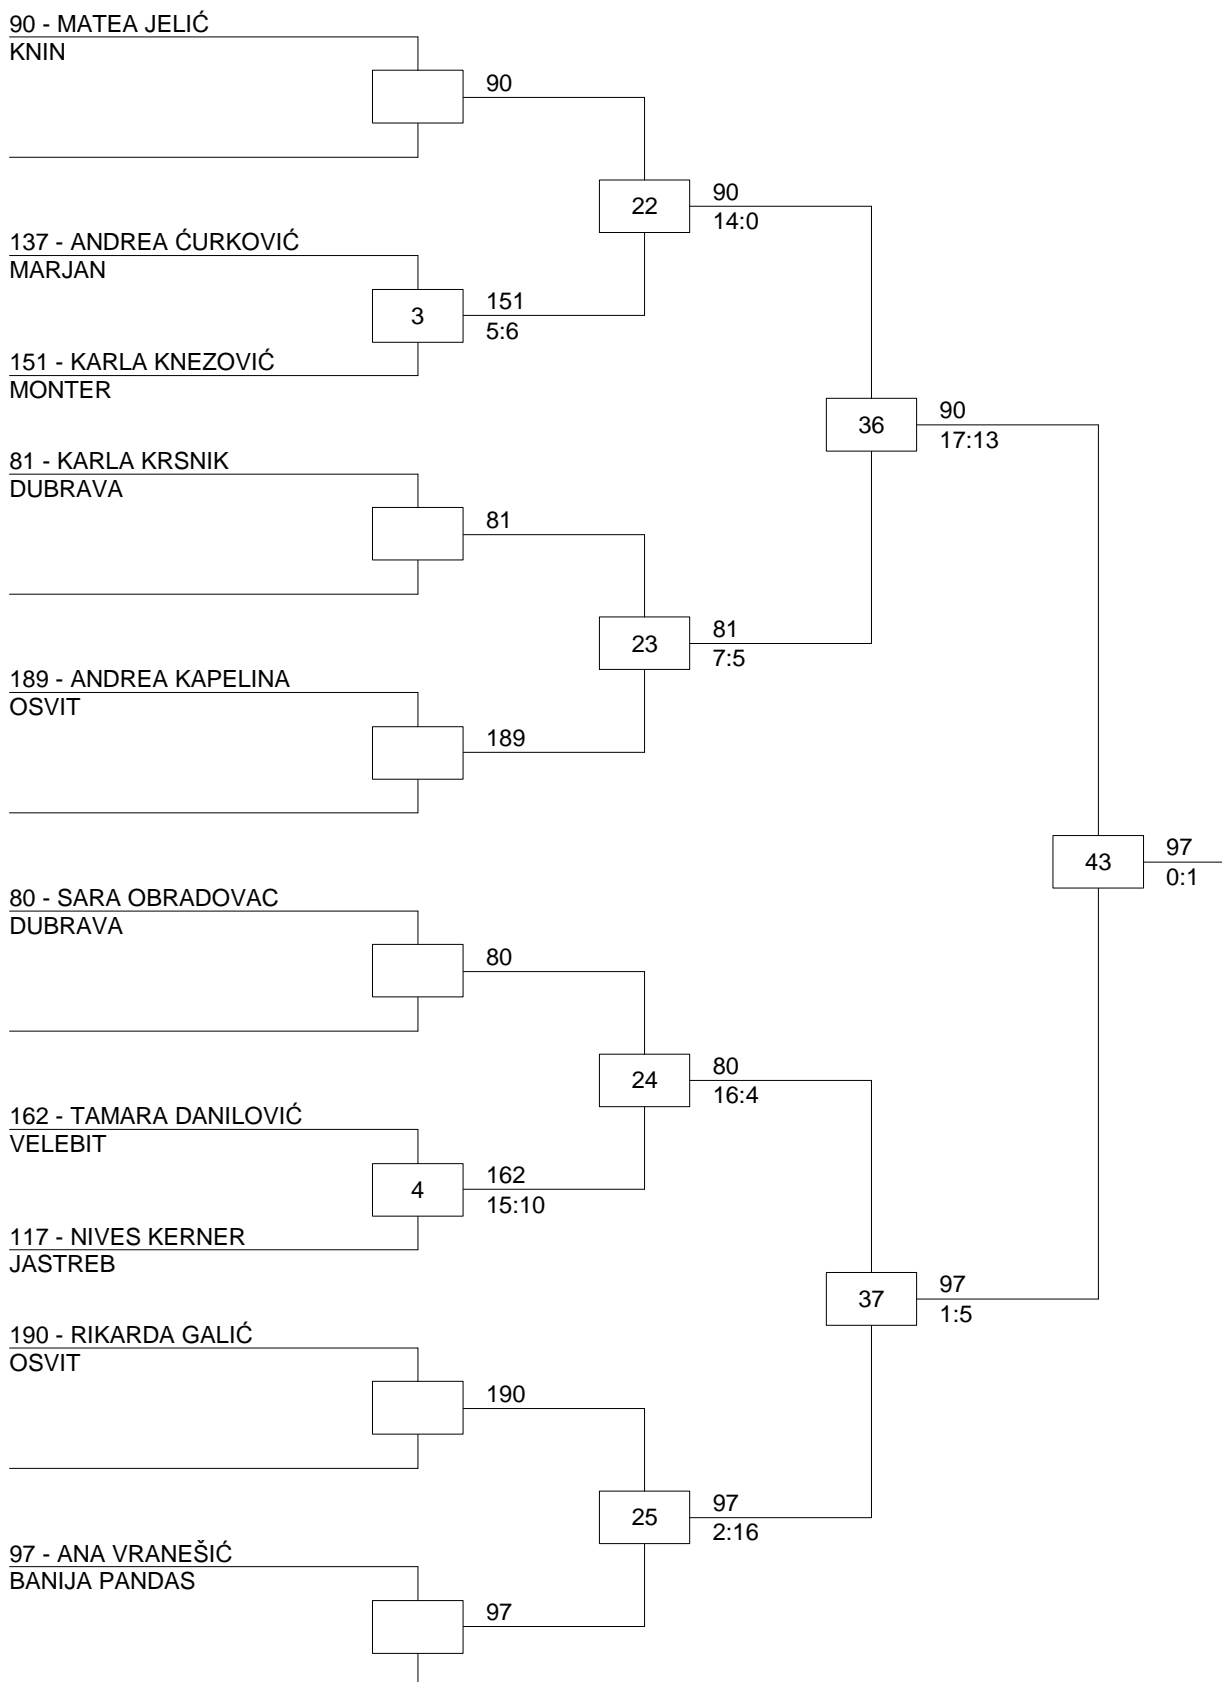 90 - MATEA JELIĆ
KNIN
90
22
90
14:0
137 - ANDREA ĆURKOVIĆ
MARJAN
3
151
5:6
151 - KARLA KNEZOVIĆ
MONTER
36
90
17:13
81 - KARLA KRSNIK
DUBRAVA
81
23
81
7:5
189 - ANDREA KAPELINA
OSVIT
189
43
97
0:1
80 - SARA OBRADOVAC
DUBRAVA
80
24
80
16:4
162 - TAMARA DANILOVIĆ
VELEBIT
4
162
15:10
117 - NIVES KERNER
JASTREB
37
97
1:5
190 - RIKARDA GALIĆ
OSVIT
190
25
97
2:16
97 - ANA VRANEŠIĆ
BANIJA PANDAS
97